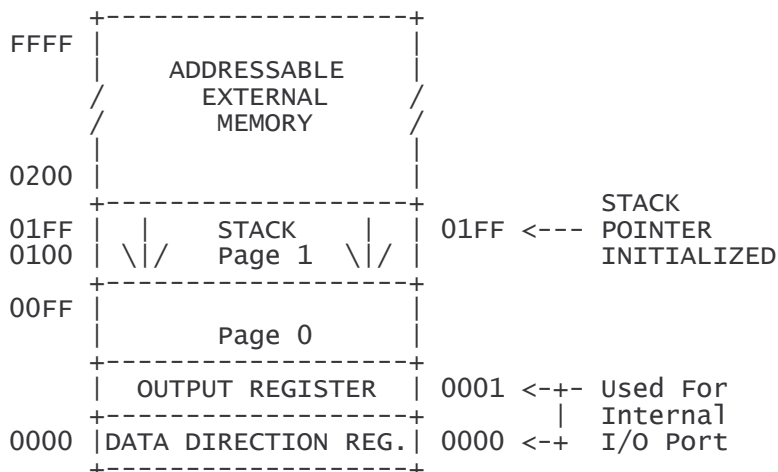 FFFF
ADDRESSABLE
EXTERNAL
MEMORY
0200
STACK
01FF STACK 01FF <--- POINTER
0100 Page 1 INITIALIZED
00FF
Page 0
OUTPUT REGISTER 0001 <-+- Used For
Internal
0000 DATA DIRECTION REG. 0000 <-+ I/O Port